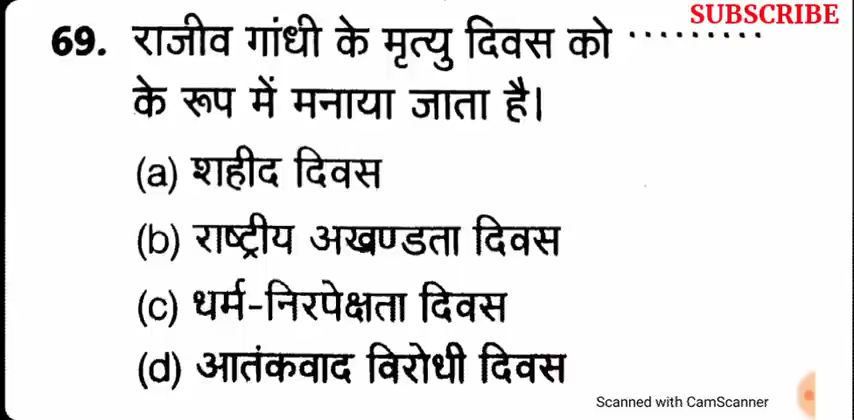 SUBSCRIBE
69. राजीव गांधी के मृत्यु दिवस को ..........
के रूप में मनाया जाता है।
(a) शहीद दिवस
(b) राष्ट्रीय अखण्डता दिवस
(c) धर्म-निरपेक्षता दिवस
(d) आतंकवाद विरोधी दिवस
Scanned with CamScanner